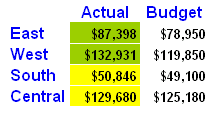 Actual Budget
East $87,398 $78,950
West $132,931 $119,850
South $50,846 $49,100
Central $129,680 $125,180